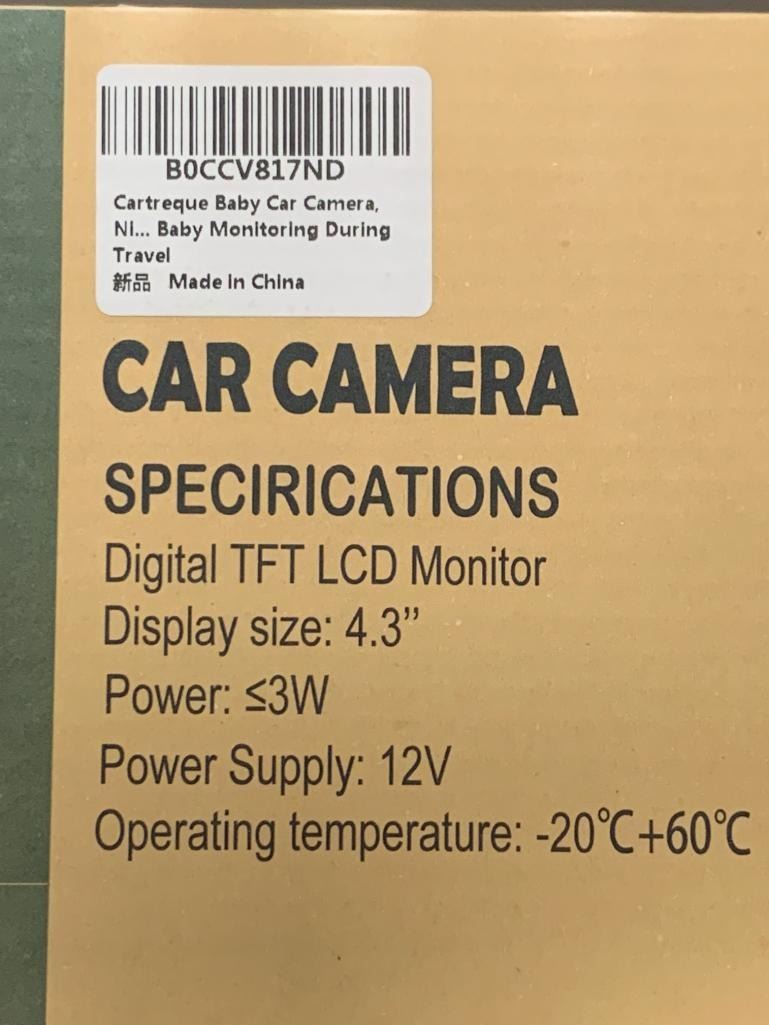 B0CCV817ND
Cartreque Baby Car Camera,
Ni... Baby Monitoring During
Travel
新品 Made in China
CAR CAMERA
SPECIRICATIONS
Digital TFT LCD Monitor
Display size: 4.3”
Power: ≤3W
Power Supply: 12V
Operating temperature: -20℃+60℃